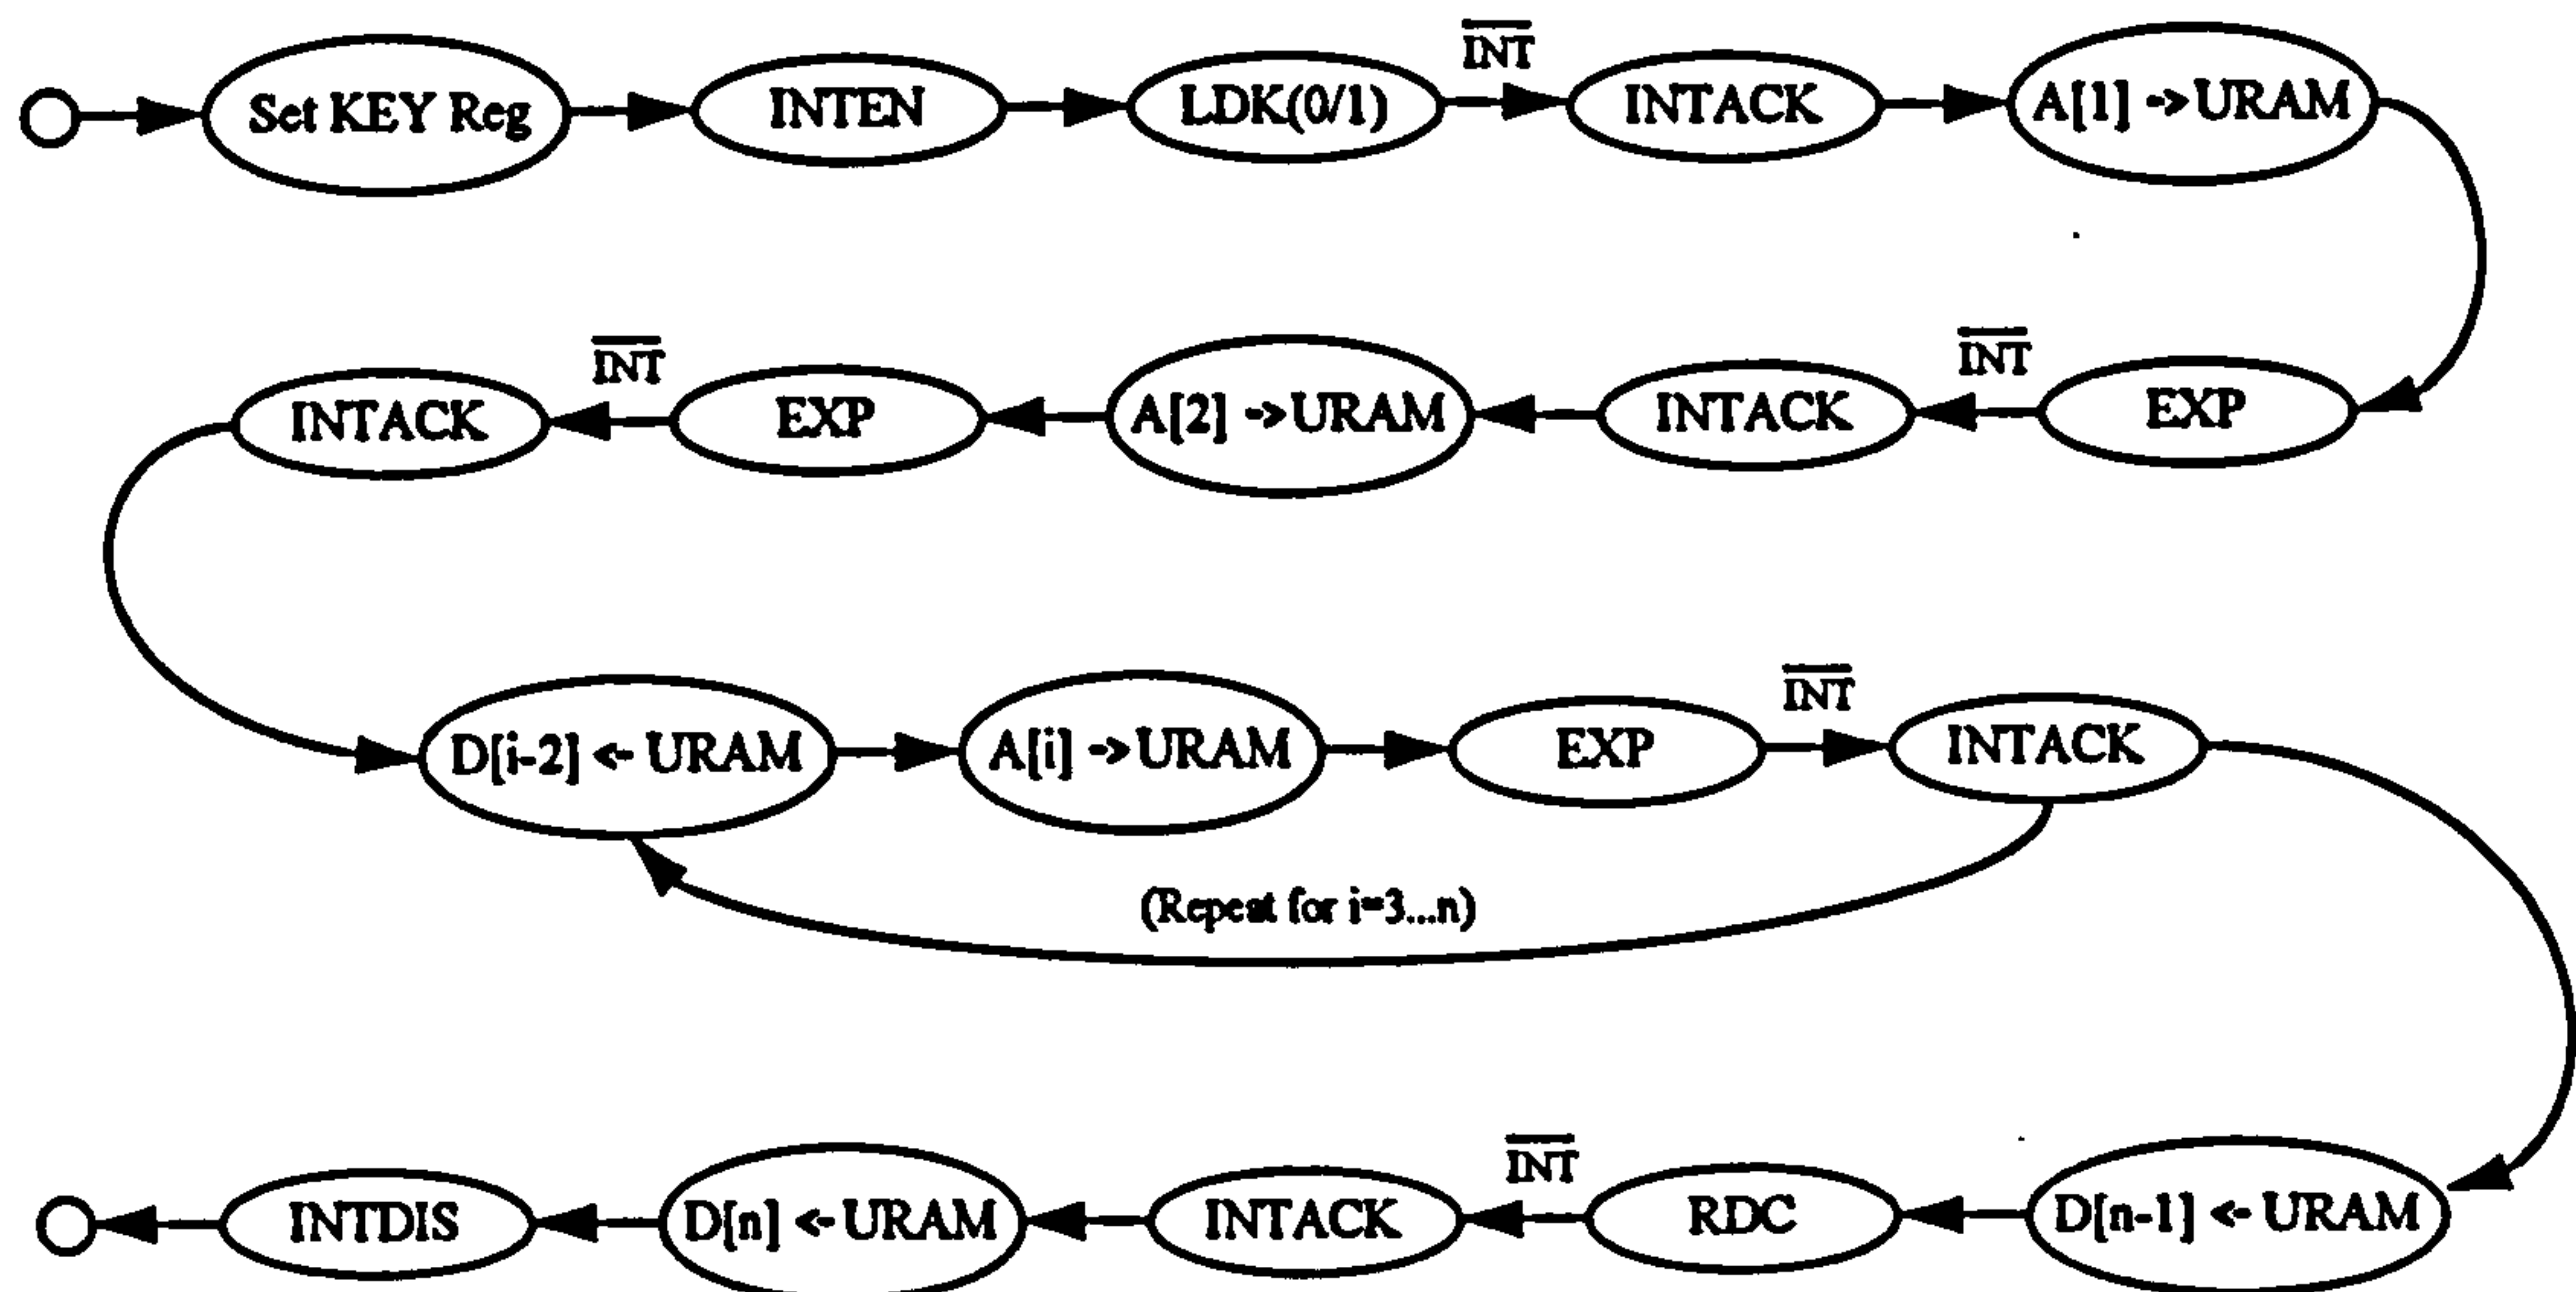 Set KEY Reg
INTEN
LDK(0/1)
INT
INTACK
A[1] -> URAM
EXP
INT
INTACK
A[2] -> URAM
EXP
INT
INTACK
D[i-2] <- URAM
A[i] -> URAM
EXP
INT
INTACK
(Repeat for i=3...n)
D[n-1] <- URAM
RDC
INT
INTACK
D[n] <- URAM
INTDIS